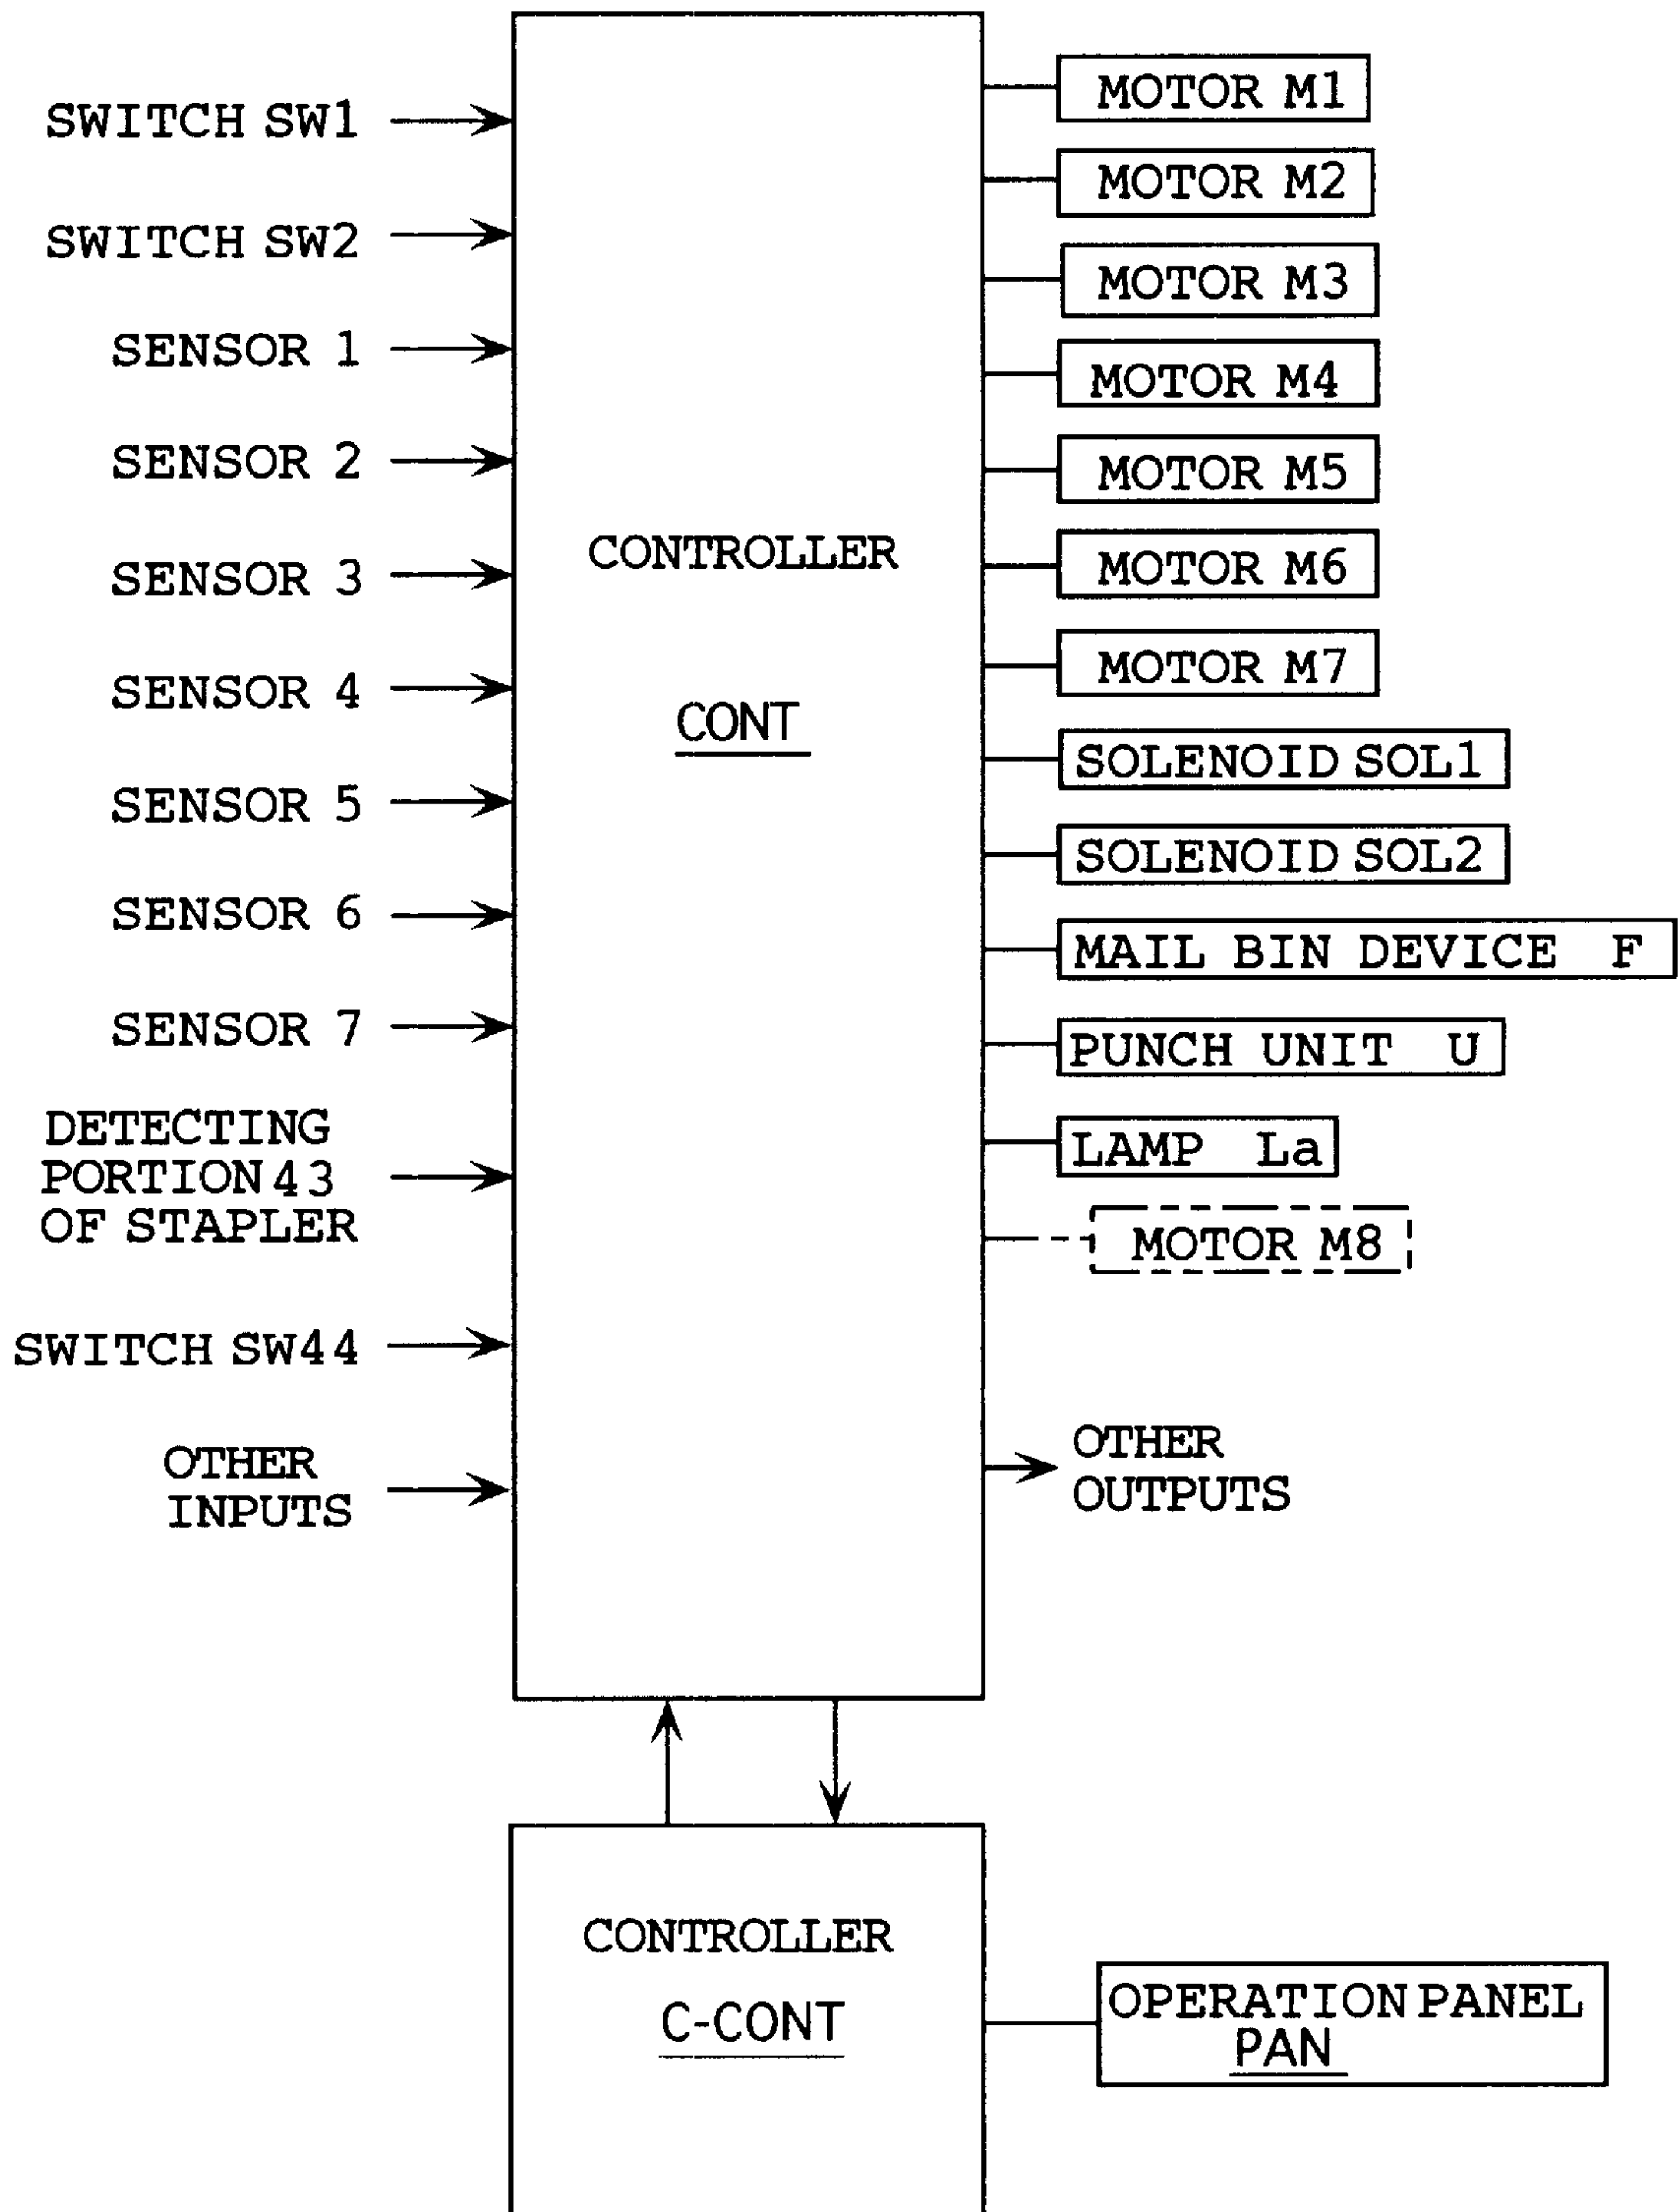 SWITCH SW1
SWITCH SW2
SENSOR 1
SENSOR 2
SENSOR 3
SENSOR 4
SENSOR 5
SENSOR 6
SENSOR 7
DETECTING
PORTION 43
OF STAPLER
SWITCH SW44
OTHER
INPUTS
CONTROLLER
CONT
MOTOR M1
MOTOR M2
MOTOR M3
MOTOR M4
MOTOR M5
MOTOR M6
MOTOR M7
SOLENOID SOL1
SOLENOID SOL2
MAIL BIN DEVICE F
PUNCH UNIT U
LAMP La
MOTOR M8
OTHER
OUTPUTS
CONTROLLER
C-CONT
OPERATION PANEL
PAN